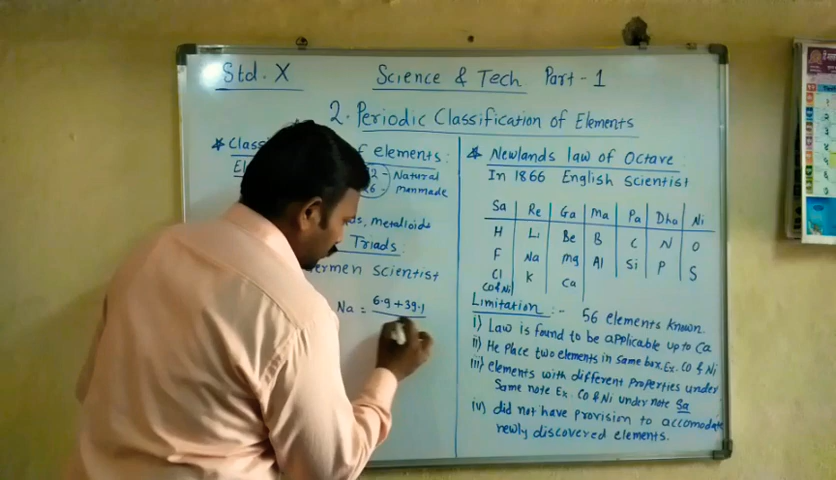 Std. X
Science & Tech Part - 1
2. Periodic Classification of Elements
* Class f elements:
El 2 - Natural
26 - manmade
ds, metalloids
Triads:
ermen scientist
Na = 6.9 + 39.1
* Newlands law of Octave:
In 1866 English scientist
Sa Re Ga Ma Pa Dha Ni
H Li Be B C N O
F Na Mg Al Si P S
Cl K Ca
Co & Ni
Limitation :- 56 elements known.
i) Law is found to be applicable up to Ca
ii) He Place two elements in same box. Ex. CO & Ni
iii) elements with different Properties under
Same note Ex. CO & Ni under note Sa
iv) did not have provision to accomodate
newly discovered elements.